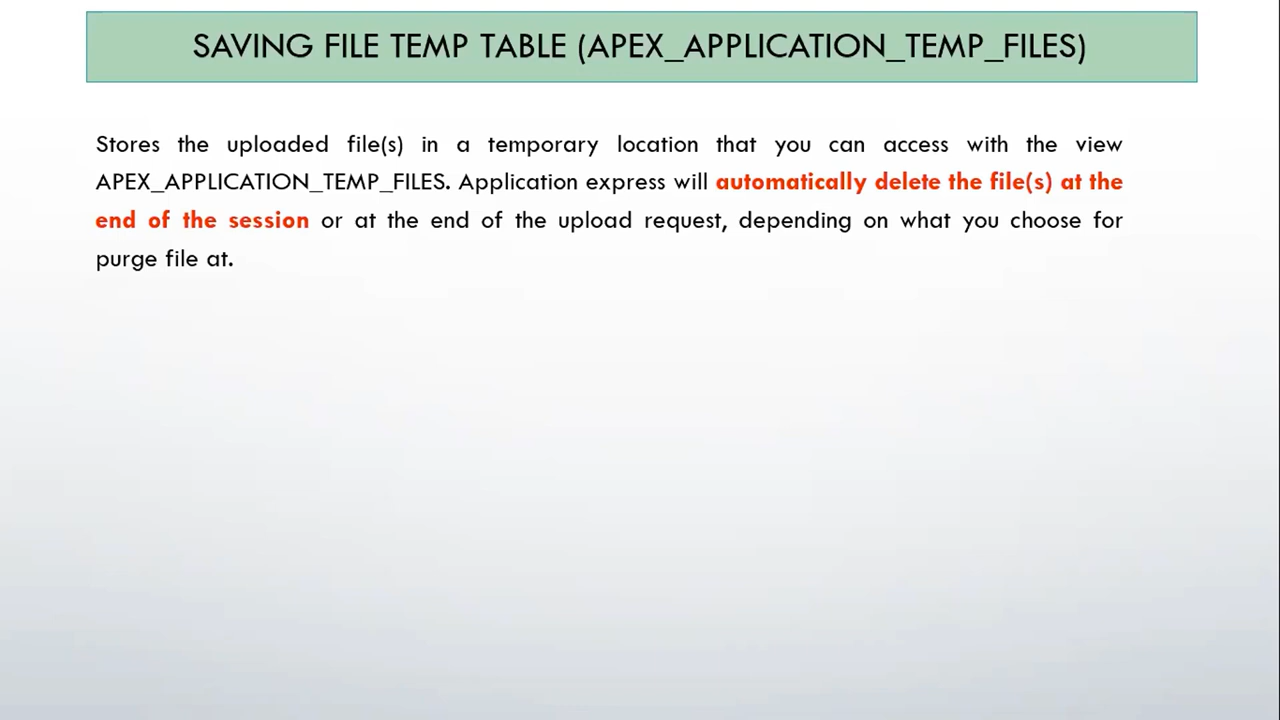 SAVING FILE TEMP TABLE (APEX_APPLICATION_TEMP_FILES)
Stores the uploaded file(s) in a temporary location that you can access with the view
APEX_APPLICATION_TEMP_FILES. Application express will automatically delete the file(s) at the
end of the session or at the end of the upload request, depending on what you choose for
purge file at.